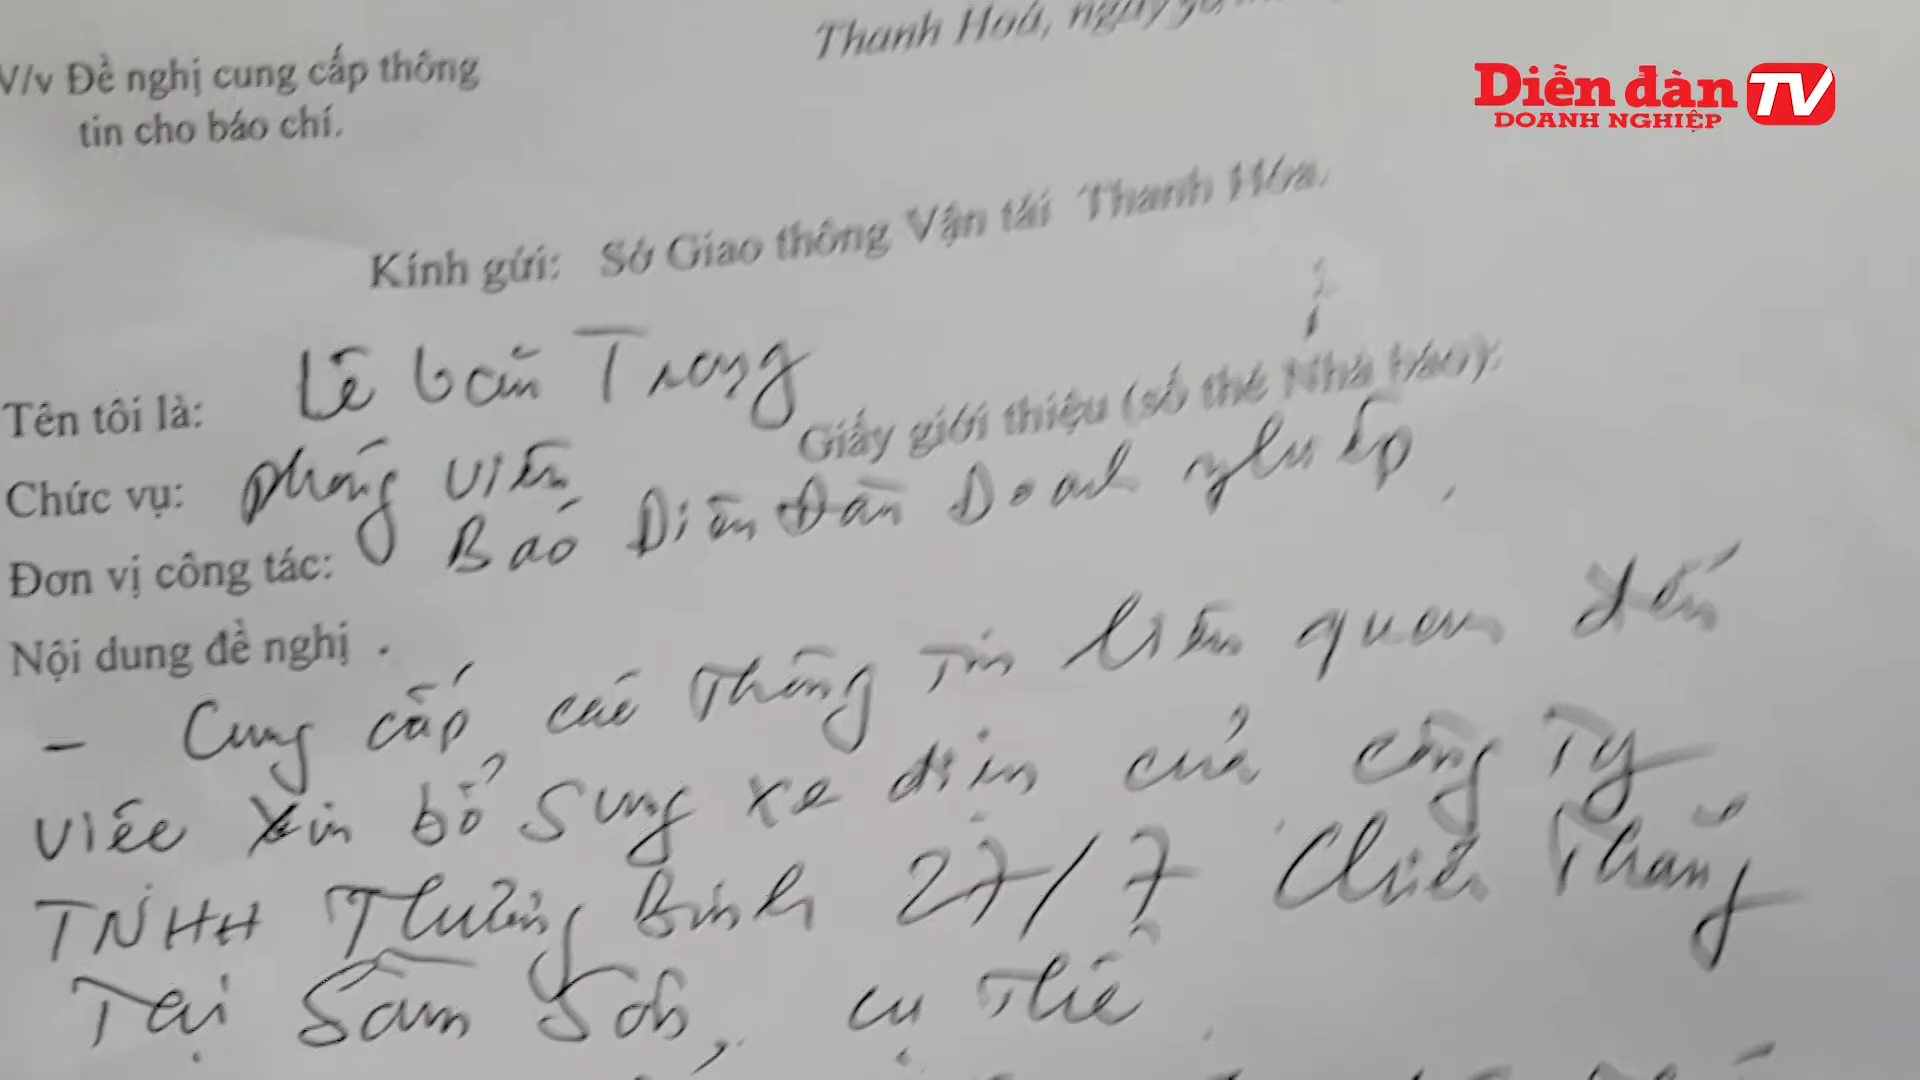 Thanh Hoá, ngày
V/v Đề nghị cung cấp thông
tin cho báo chí.
Diễn đàn TV
DOANH NGHIỆP
Kính gửi: Sở Giao thông Vận tải Thanh Hóa.
Tên tôi là: Lê Văn Trang
Giấy giới thiệu (số thẻ Nhà báo):
Chức vụ: Phóng viên
Đơn vị công tác: Báo Diễn Đàn Doanh nghiệp.
Nội dung đề nghị.
- Cung cấp các thông tin liên quan đến
việc xin bổ sung xe điện của công Ty
TNHH Thương Binh 27/7 Chiến Thắng
Tại Sầm Sơn, cụ thể